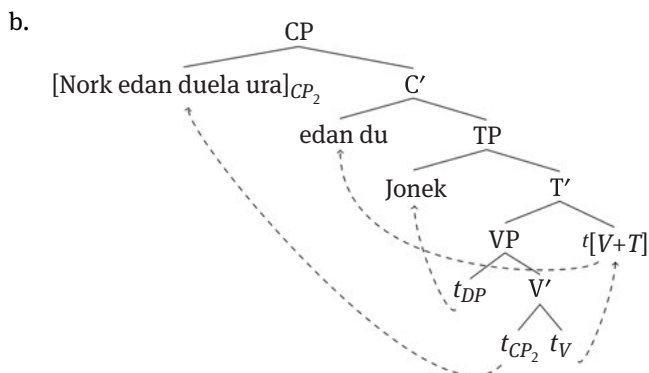 b.
CP
[Nork edan duela ura]CP2 C′
edan du TP
Jonek T′
VP t[V+T]
tDP V′
tCP2 tV